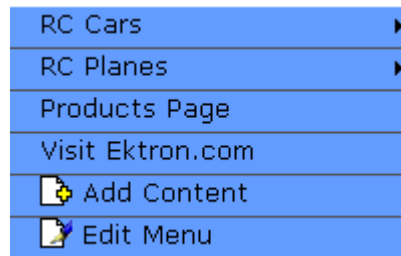 RC Cars
RC Planes
Products Page
Visit Ektron.com
Add Content
Edit Menu